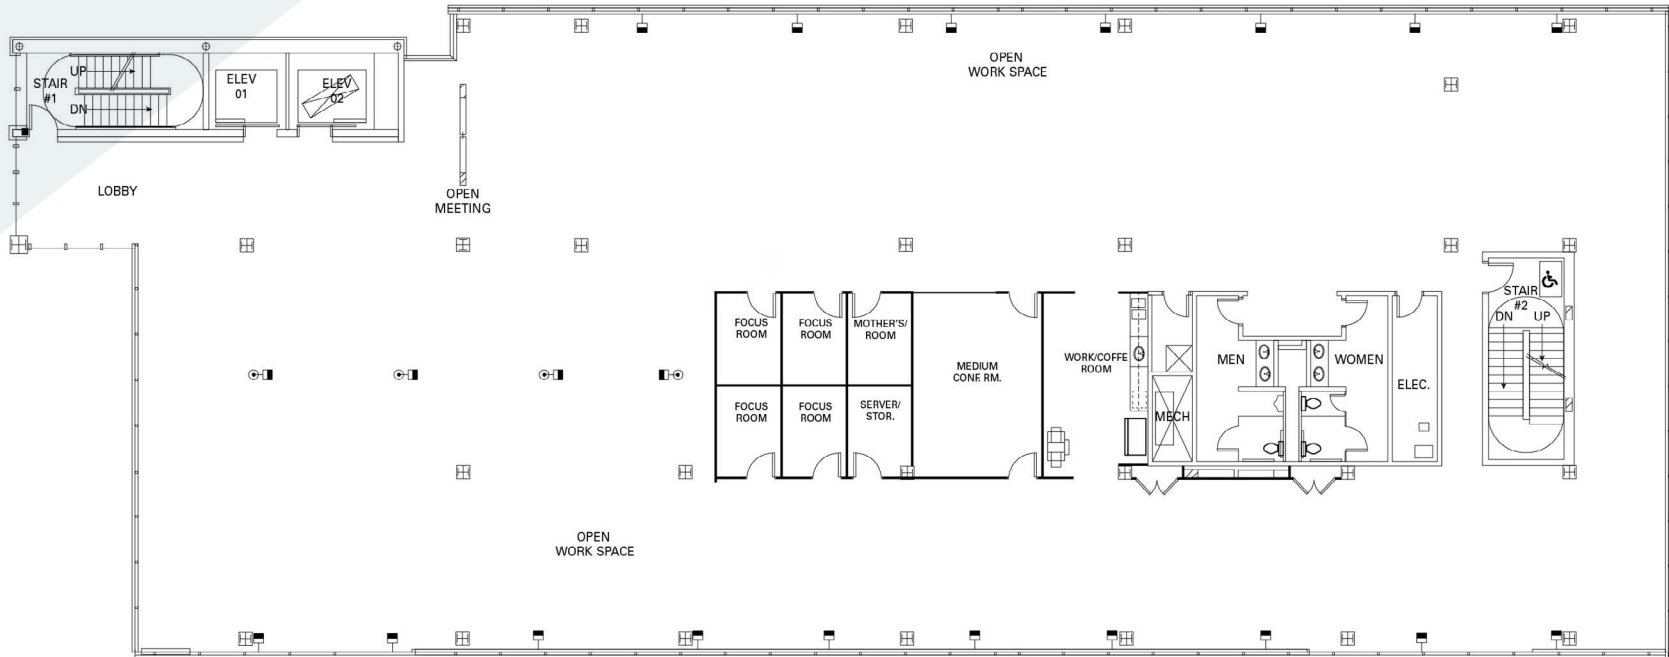 OPEN
WORK SPACE
UP
STAIR
#1
DN
ELEV
01
ELEV
02
LOBBY
OPEN
MEETING
STAIR
#2
DN
UP
FOCUS
ROOM
FOCUS
ROOM
MOTHER'S/
ROOM
MEDIUM
CONF. RM.
WORK/COFFE
ROOM
MEN
WOMEN
ELEC.
MECH
FOCUS
ROOM
FOCUS
ROOM
SERVER/
STOR.
OPEN
WORK SPACE